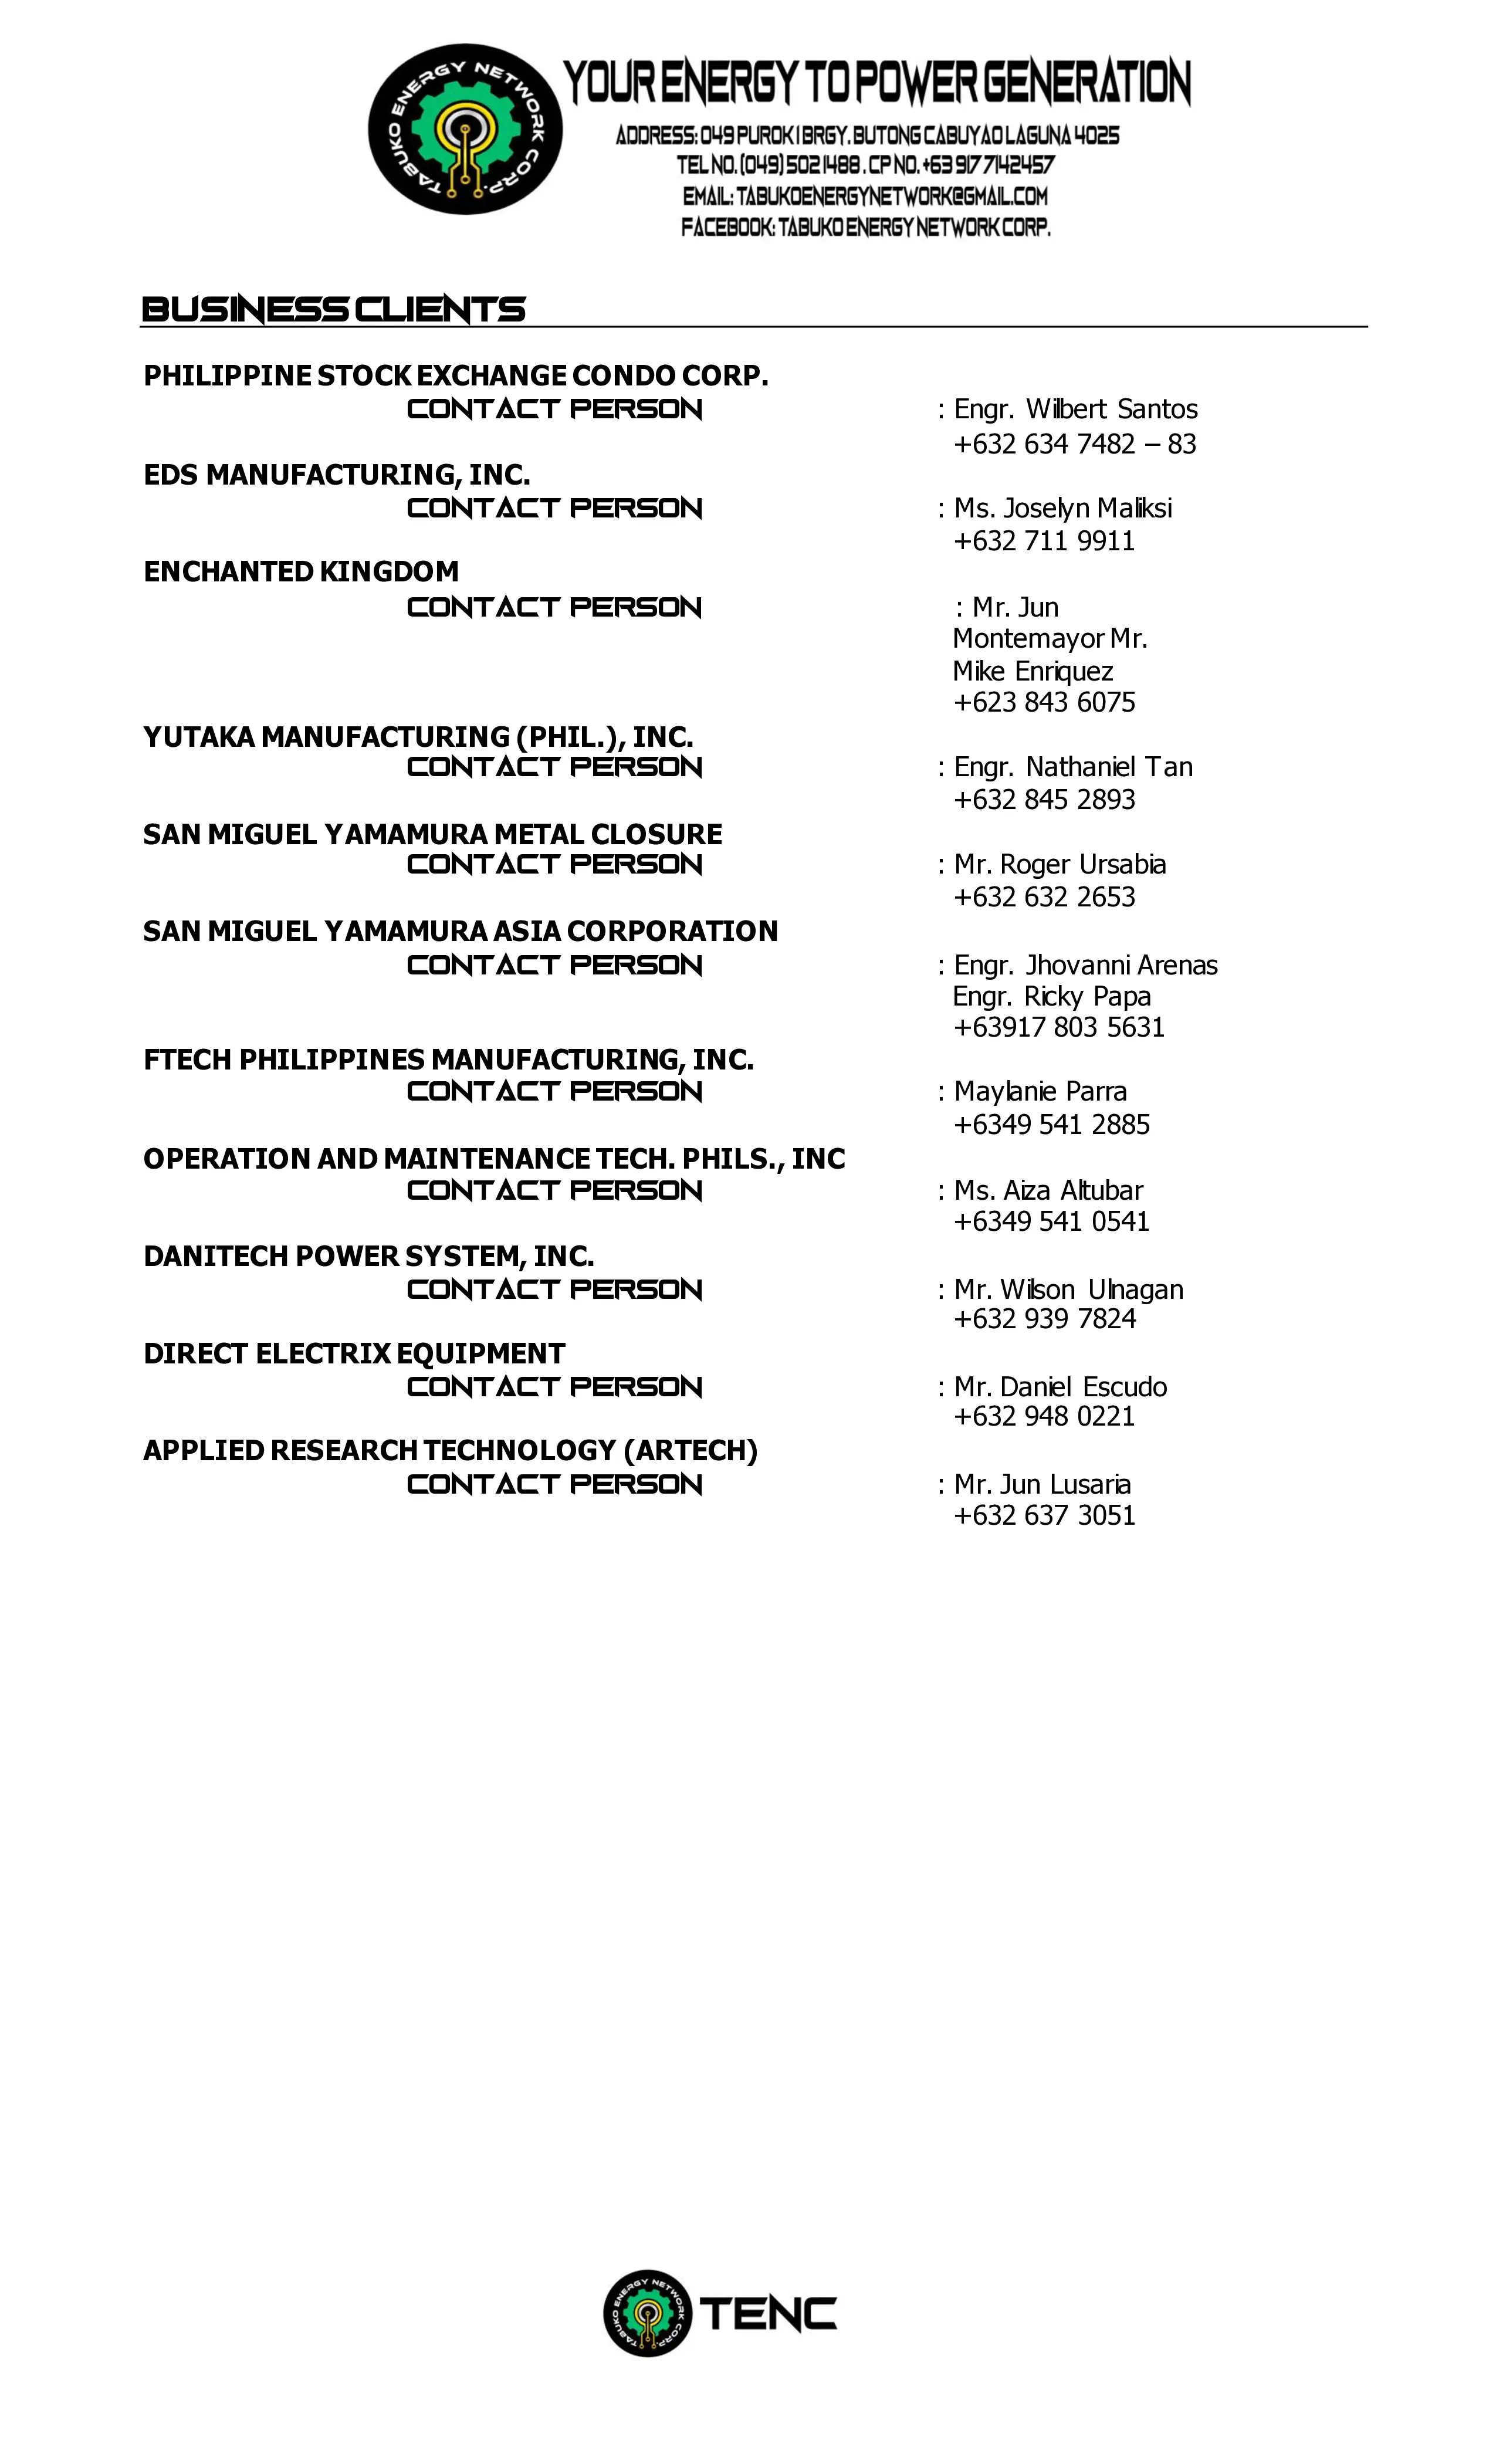 TABUKO ENERGY NETWORK CORP.
YOUR ENERGY TO POWER GENERATION
ADDRESS: 049 PUROK 1 BRGY. BUTONG CABUYAO LAGUNA 4025
TEL NO. (049) 502 1488 . CP NO. +63 917 7142457
EMAIL: TABUKOENERGYNETWORK@GMAIL.COM
FACEBOOK: TABUKO ENERGY NETWORK CORP.
BUSINESS CLIENTS
PHILIPPINE STOCK EXCHANGE CONDO CORP.
CONTACT PERSON : Engr. Wilbert Santos
+632 634 7482 – 83
EDS MANUFACTURING, INC.
CONTACT PERSON : Ms. Joselyn Maliksi
+632 711 9911
ENCHANTED KINGDOM
CONTACT PERSON : Mr. Jun
Montemayor Mr.
Mike Enriquez
+623 843 6075
YUTAKA MANUFACTURING (PHIL.), INC.
CONTACT PERSON : Engr. Nathaniel Tan
+632 845 2893
SAN MIGUEL YAMAMURA METAL CLOSURE
CONTACT PERSON : Mr. Roger Ursabia
+632 632 2653
SAN MIGUEL YAMAMURA ASIA CORPORATION
CONTACT PERSON : Engr. Jhovanni Arenas
Engr. Ricky Papa
+63917 803 5631
FTECH PHILIPPINES MANUFACTURING, INC.
CONTACT PERSON : Maylanie Parra
+6349 541 2885
OPERATION AND MAINTENANCE TECH. PHILS., INC
CONTACT PERSON : Ms. Aiza Altubar
+6349 541 0541
DANITECH POWER SYSTEM, INC.
CONTACT PERSON : Mr. Wilson Ulnagan
+632 939 7824
DIRECT ELECTRIX EQUIPMENT
CONTACT PERSON : Mr. Daniel Escudo
+632 948 0221
APPLIED RESEARCH TECHNOLOGY (ARTECH)
CONTACT PERSON : Mr. Jun Lusaria
+632 637 3051
TABUKO ENERGY NETWORK CORP.
TENC